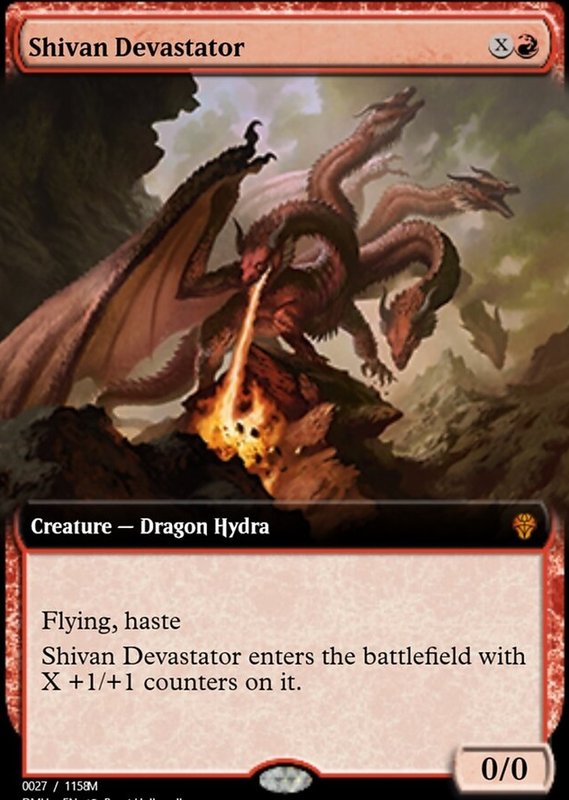 Shivan Devastator X
Creature — Dragon Hydra
Flying, haste
Shivan Devastator enters the battlefield with
X +1/+1 counters on it.
0/0
0027 / 1158M